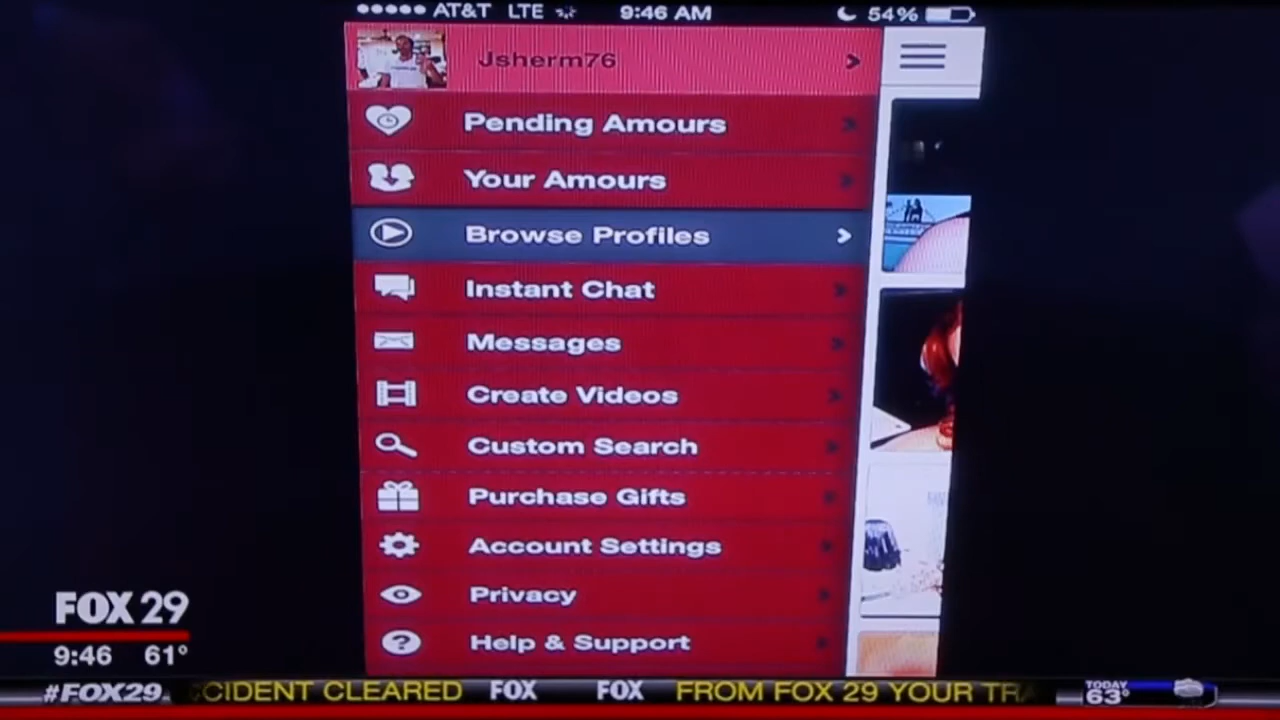 AT&T LTE 9:46 AM 54%
Jsherm76
Pending Amours
Your Amours
Browse Profiles
Instant Chat
Messages
Create Videos
Custom Search
Purchase Gifts
Account Settings
Privacy
Help & Support
FOX 29
9:46 61°
#FOX29 CIDENT CLEARED FOX FOX FROM FOX 29 YOUR TRA
TODAY
63°